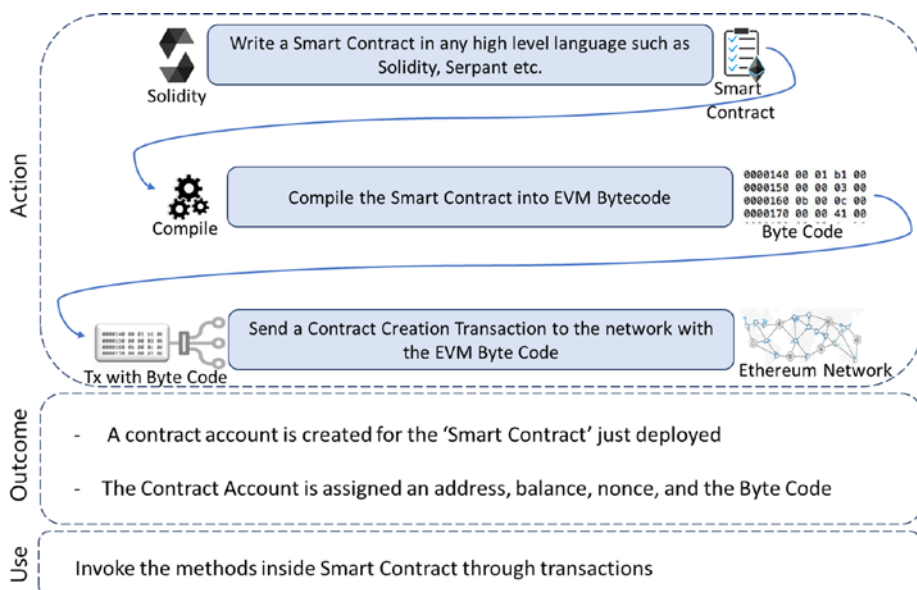 Write a Smart Contract in any high level language such as
Solidity, Serpant etc.
Solidity
Smart
Contract
Action
Compile the Smart Contract into EVM Bytecode
Compile
0000140 00 01 b1 00
0000150 00 00 03 00
0000160 0b 00 0c 00
0000170 00 00 41 00
Byte Code
Send a Contract Creation Transaction to the network with
the EVM Byte Code
Tx with Byte Code
Ethereum Network
Outcome
- A contract account is created for the ‘Smart Contract’ just deployed
- The Contract Account is assigned an address, balance, nonce, and the Byte Code
Use
Invoke the methods inside Smart Contract through transactions